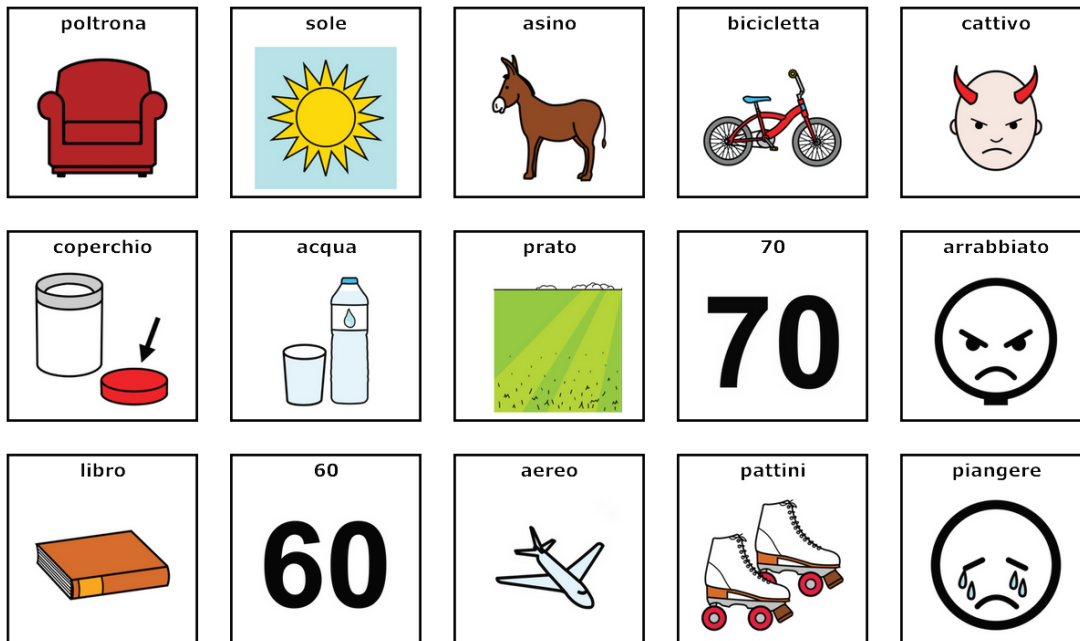 poltrona sole asino bicicletta cattivo
coperchio acqua prato 70 arrabbiato
70
libro 60 aereo pattini piangere
60